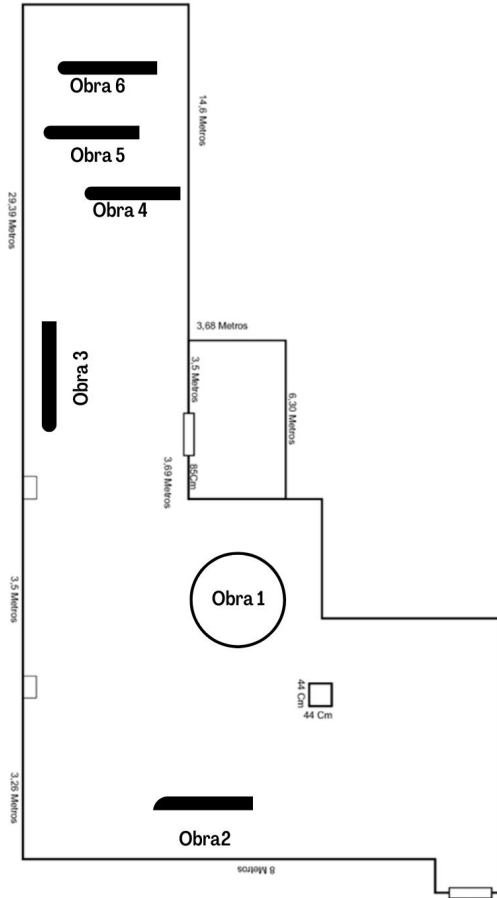 Obra 6
14,6 Metros
Obra 5
29,39 Metros
Obra 4
3,68 Metros
3,5 Metros
Obra 3
6,30 Metros
3,69 Metros
85Cm
3,5 Metros
Obra 1
44 Cm
44 Cm
3,26 Metros
Obra2
8 Metros